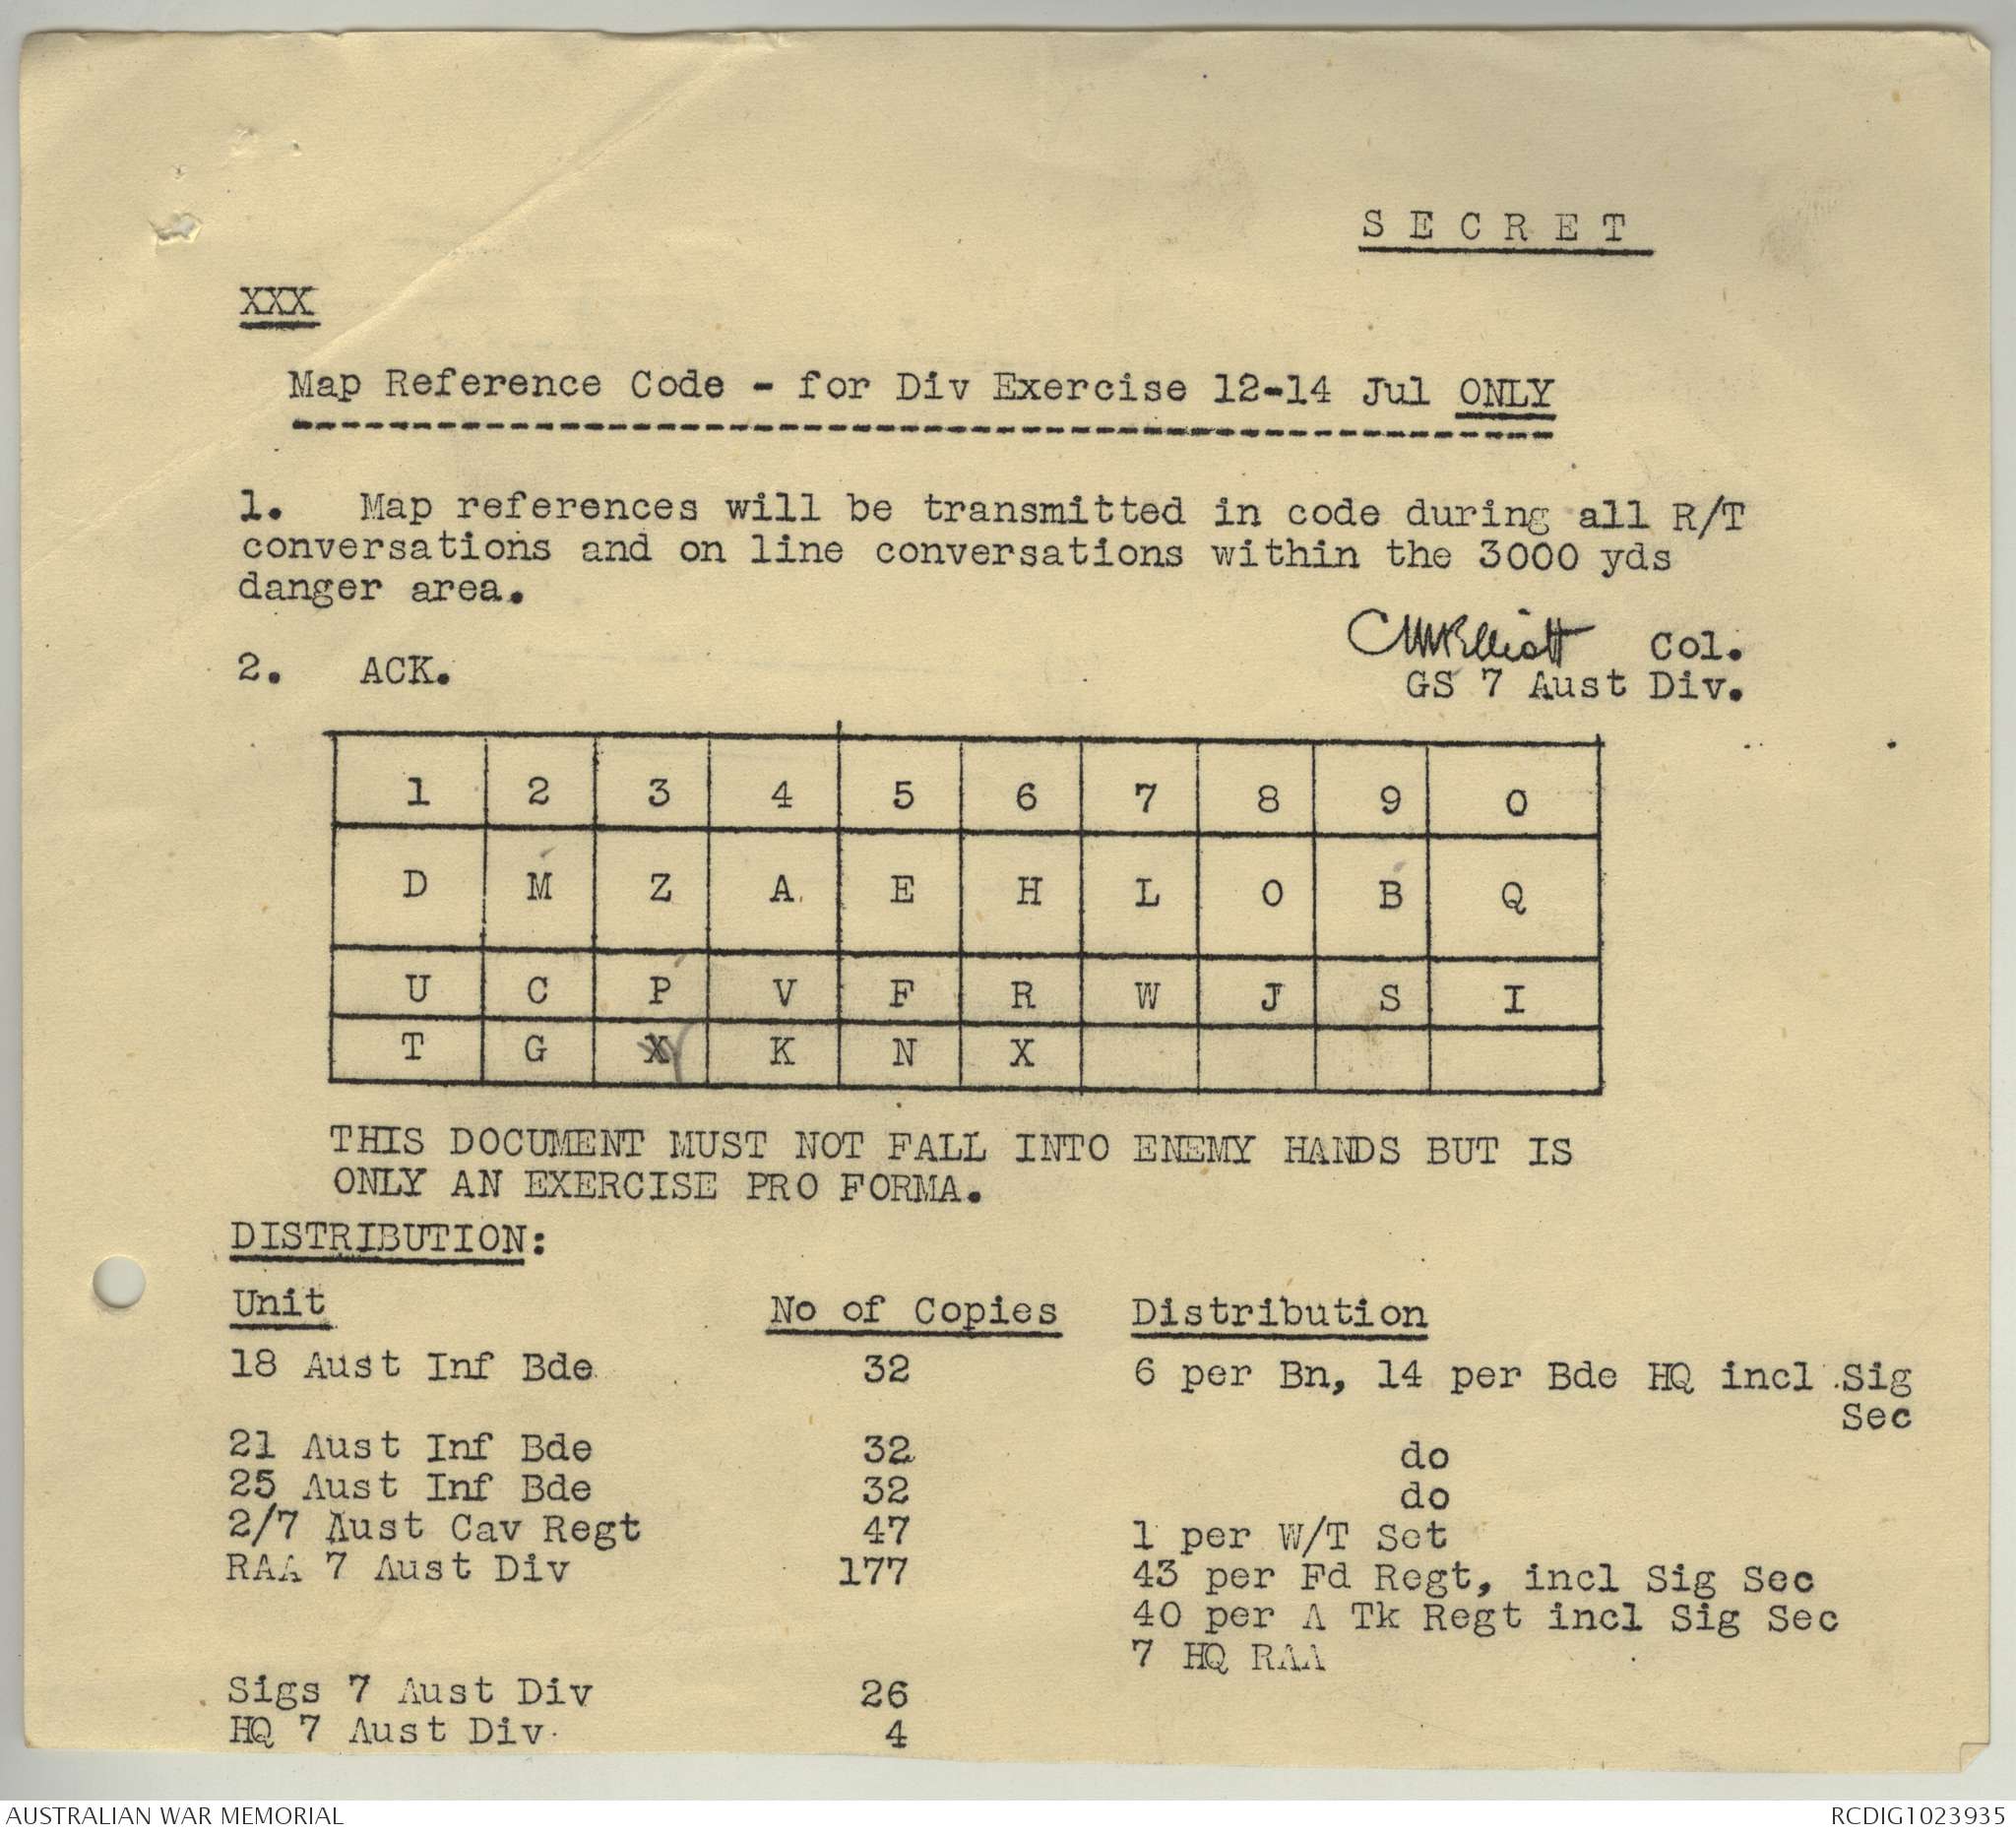 SECRET
XXX
Map Reference Code - for Div Exercise 12-14 Jul ONLY
1. Map references will be transmitted in code during all R/T
conversations and on line conversations within the 3000 yds
danger area.
2. ACK.
CMElliott Col.
GS 7 Aust Div.
1 2 3 4 5 6 7 8 9 0
D M Z A E H L O B Q
U C P V F R W J S I
T G Y K N X
THIS DOCUMENT MUST NOT FALL INTO ENEMY HANDS BUT IS
ONLY AN EXERCISE PRO FORMA.
DISTRIBUTION:
Unit No of Copies Distribution
18 Aust Inf Bde 32 6 per Bn, 14 per Bde HQ incl Sig
Sec
21 Aust Inf Bde 32 do
25 Aust Inf Bde 32 do
2/7 Aust Cav Regt 47 1 per W/T Set
RAA 7 Aust Div 177 43 per Fd Regt, incl Sig Sec
40 per A Tk Regt incl Sig Sec
7 HQ RAA
Sigs 7 Aust Div 26
HQ 7 Aust Div 4
AUSTRALIAN WAR MEMORIAL RCDIG1023935